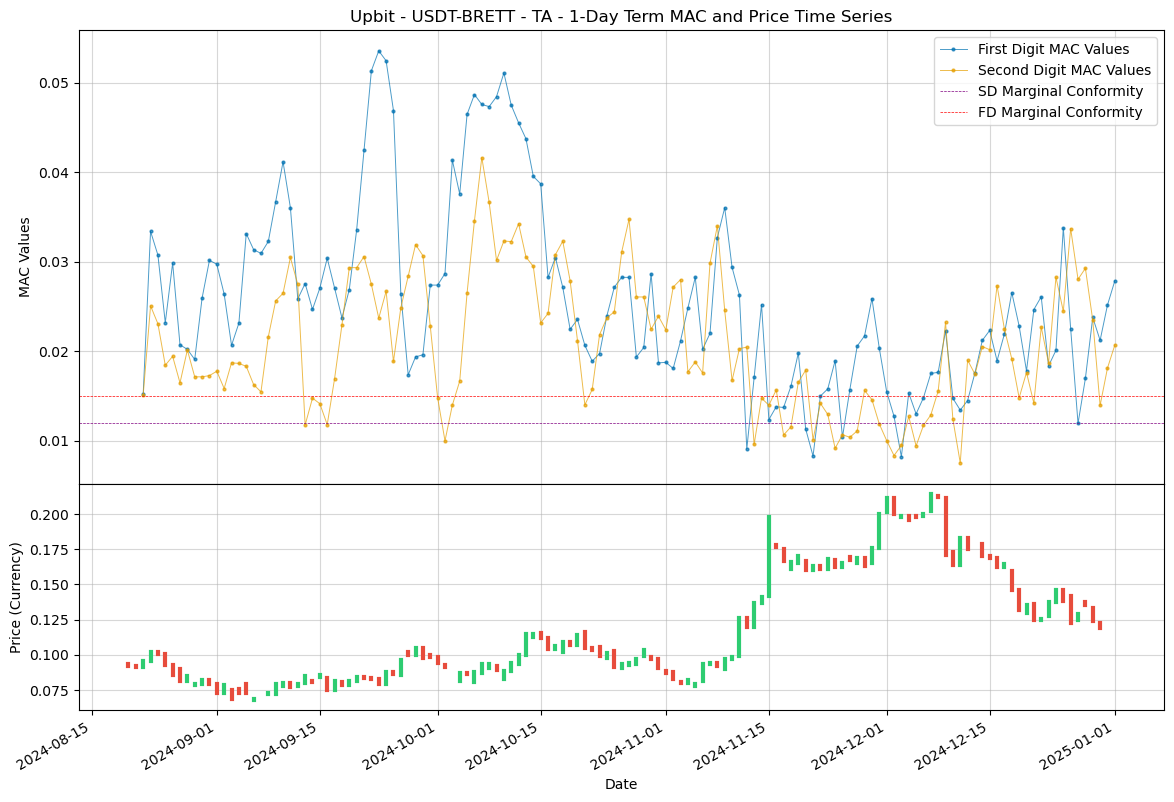 Upbit - USDT-BRETT - TA - 1-Day Term MAC and Price Time Series
First Digit MAC Values
Second Digit MAC Values
SD Marginal Conformity
FD Marginal Conformity
MAC Values
0.05
0.04
0.03
0.02
0.01
Price (Currency)
0.200
0.175
0.150
0.125
0.100
0.075
2024-08-15
2024-09-01
2024-09-15
2024-10-01
2024-10-15
2024-11-01
2024-11-15
2024-12-01
2024-12-15
2025-01-01
Date